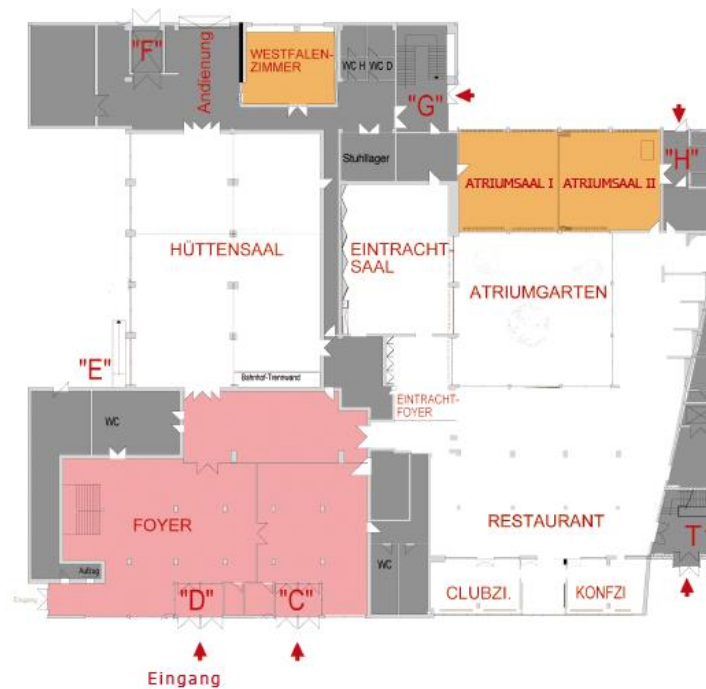 "F"
Andienung
WESTFALEN-
ZIMMER
WC H
WC D
"G"
"H"
Stuhllager
ATRIUMSAAL I
ATRIUMSAAL II
HÜTTENSAAL
EINTRACHT-
SAAL
ATRIUMGARTEN
"E"
Bahnhof-Trennwand
EINTRACHT-
FOYER
WC
FOYER
RESTAURANT
T
WC
Aufzug
CLUBZI.
KONFZI
Eingang
"D"
"C"
Eingang